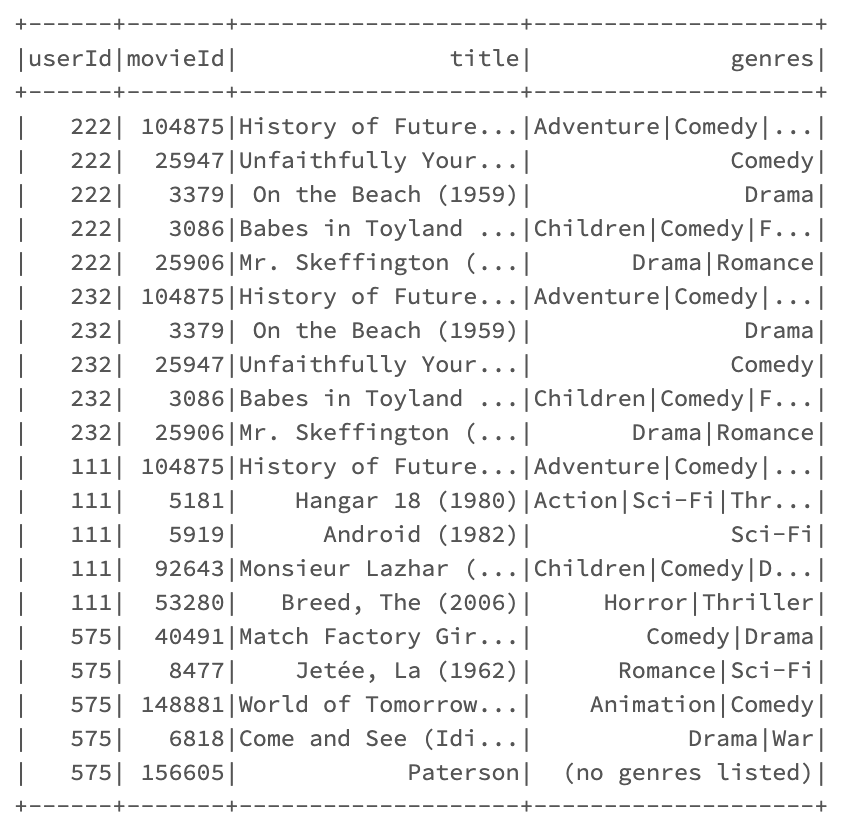 +------+-------+--------------------+--------------------+
|userId|movieId|               title|              genres|
+------+-------+--------------------+--------------------+
|   222| 104875|History of Future...|Adventure|Comedy|...|
|   222|  25947|Unfaithfully Your...|              Comedy|
|   222|   3379| On the Beach (1959)|               Drama|
|   222|   3086|Babes in Toyland ...|Children|Comedy|F...|
|   222|  25906|Mr. Skeffington (...|       Drama|Romance|
|   232| 104875|History of Future...|Adventure|Comedy|...|
|   232|   3379| On the Beach (1959)|               Drama|
|   232|  25947|Unfaithfully Your...|              Comedy|
|   232|   3086|Babes in Toyland ...|Children|Comedy|F...|
|   232|  25906|Mr. Skeffington (...|       Drama|Romance|
|   111| 104875|History of Future...|Adventure|Comedy|...|
|   111|   5181|    Hangar 18 (1980)|Action|Sci-Fi|Thr...|
|   111|   5919|      Android (1982)|              Sci-Fi|
|   111|  92643|Monsieur Lazhar (...|Children|Comedy|D...|
|   111|  53280|   Breed, The (2006)|     Horror|Thriller|
|   575|  40491|Match Factory Gir...|        Comedy|Drama|
|   575|   8477|    Jetée, La (1962)|      Romance|Sci-Fi|
|   575| 148881|World of Tomorrow...|    Animation|Comedy|
|   575|   6818|Come and See (Idi...|           Drama|War|
|   575| 156605|            Paterson|  (no genres listed)|
+------+-------+--------------------+--------------------+